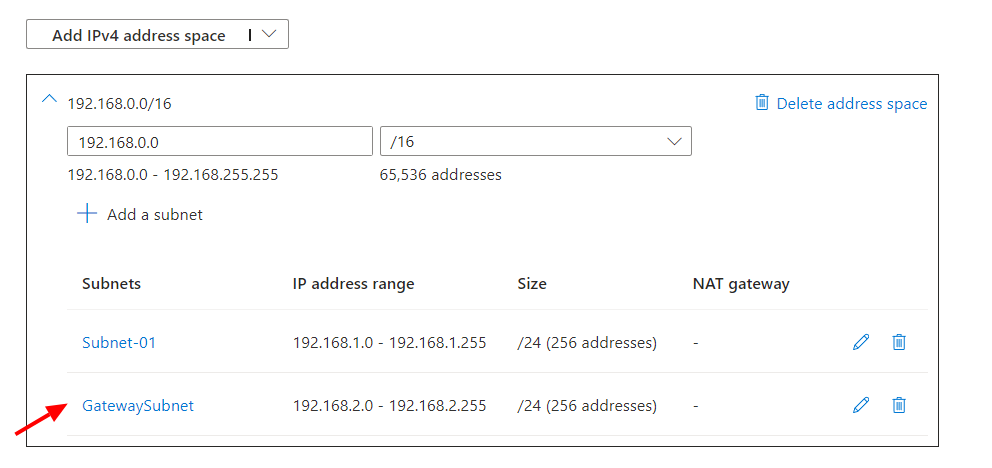 Add IPv4 address space
192.168.0.0/16
Delete address space
192.168.0.0
/16
192.168.0.0 - 192.168.255.255
65,536 addresses
Add a subnet
Subnets IP address range Size NAT gateway
Subnet-01 192.168.1.0 - 192.168.1.255 /24 (256 addresses) -
GatewaySubnet 192.168.2.0 - 192.168.2.255 /24 (256 addresses) -